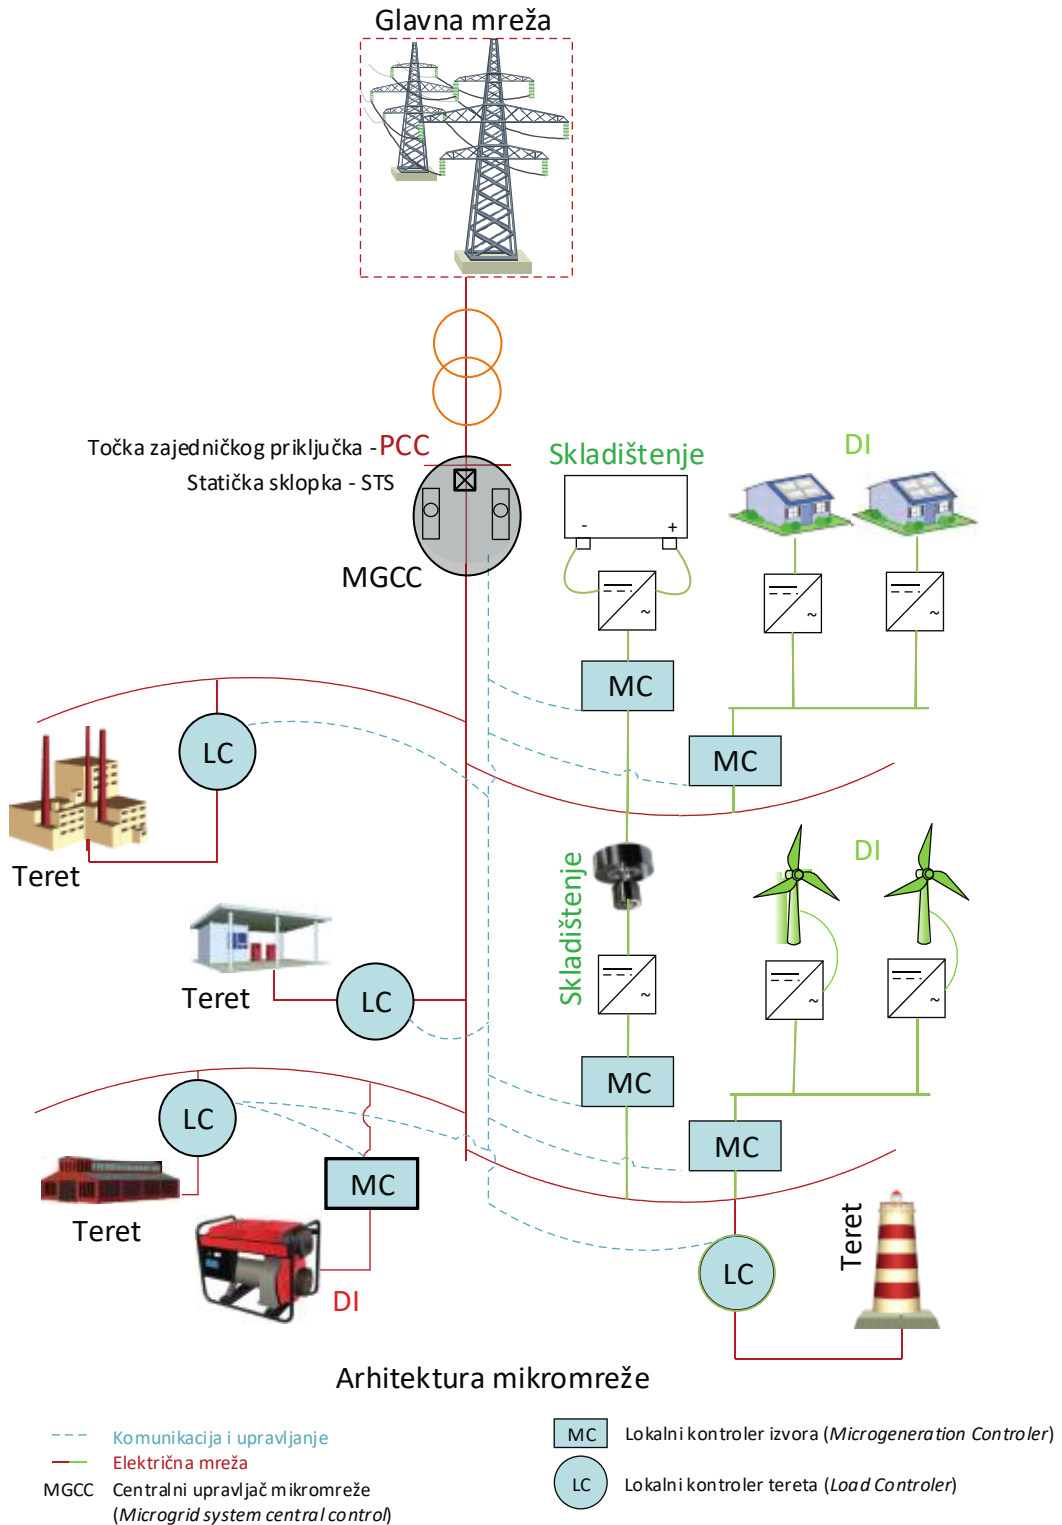 Glavna mreža
Točka zajedničkog priključka - PCC
Statička sklopka - STS
MGCC
Skladištenje
DI
- +
~
~
~
MC
MC
LC
Teret
Skladištenje
DI
Teret
LC
~
~
~
MC
MC
LC
MC
Teret
DI
LC
Teret
Arhitektura mikromreže
Komunikacija i upravljanje
Električna mreža
MGCC Centralni upravljač mikromreže
(Microgrid system central control)
MC Lokalni kontroler izvora (Microgeneration Controler)
LC Lokalni kontroler tereta (Load Controler)